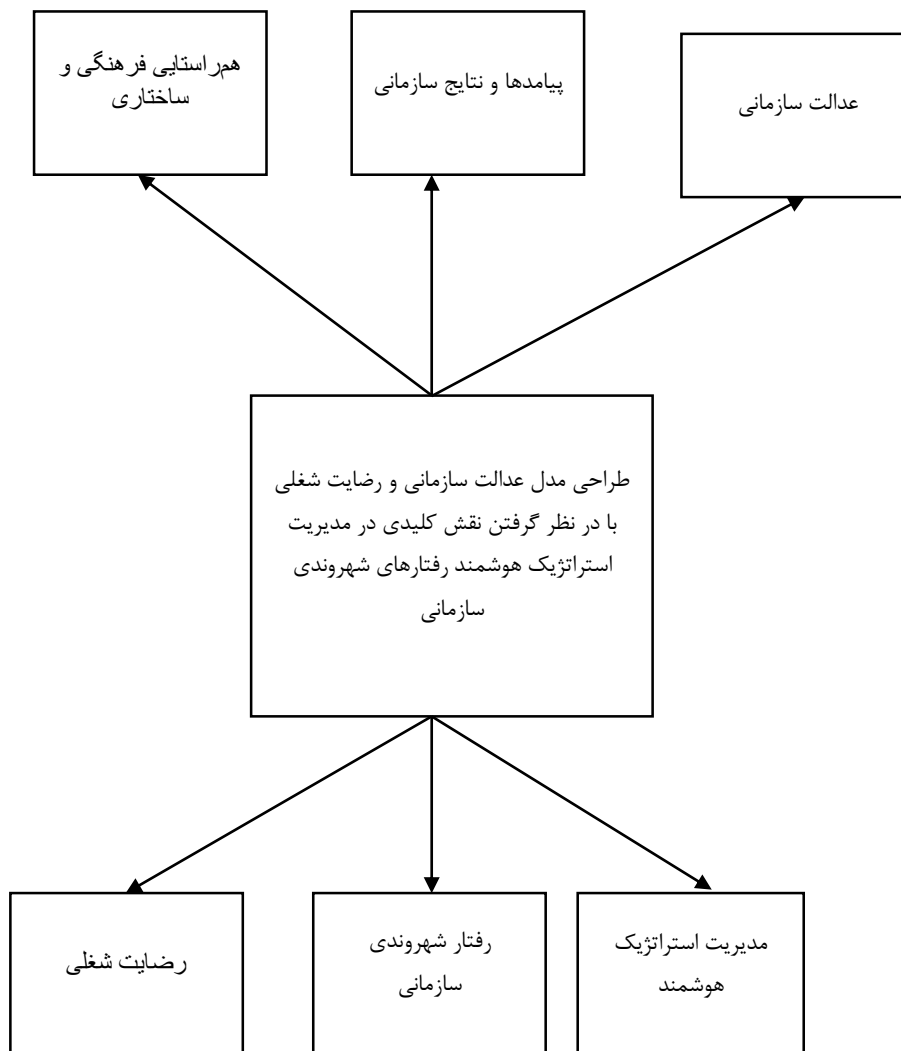 عدالت سازمانی
پیامدها و نتایج سازمانی
هم‌راستایی فرهنگی و
ساختاری
طراحی مدل عدالت سازمانی و رضایت شغلی
با در نظر گرفتن نقش کلیدی در مدیریت
استراتژیک هوشمند رفتارهای شهروندی
سازمانی
مدیریت استراتژیک
هوشمند
رفتار شهروندی
سازمانی
رضایت شغلی